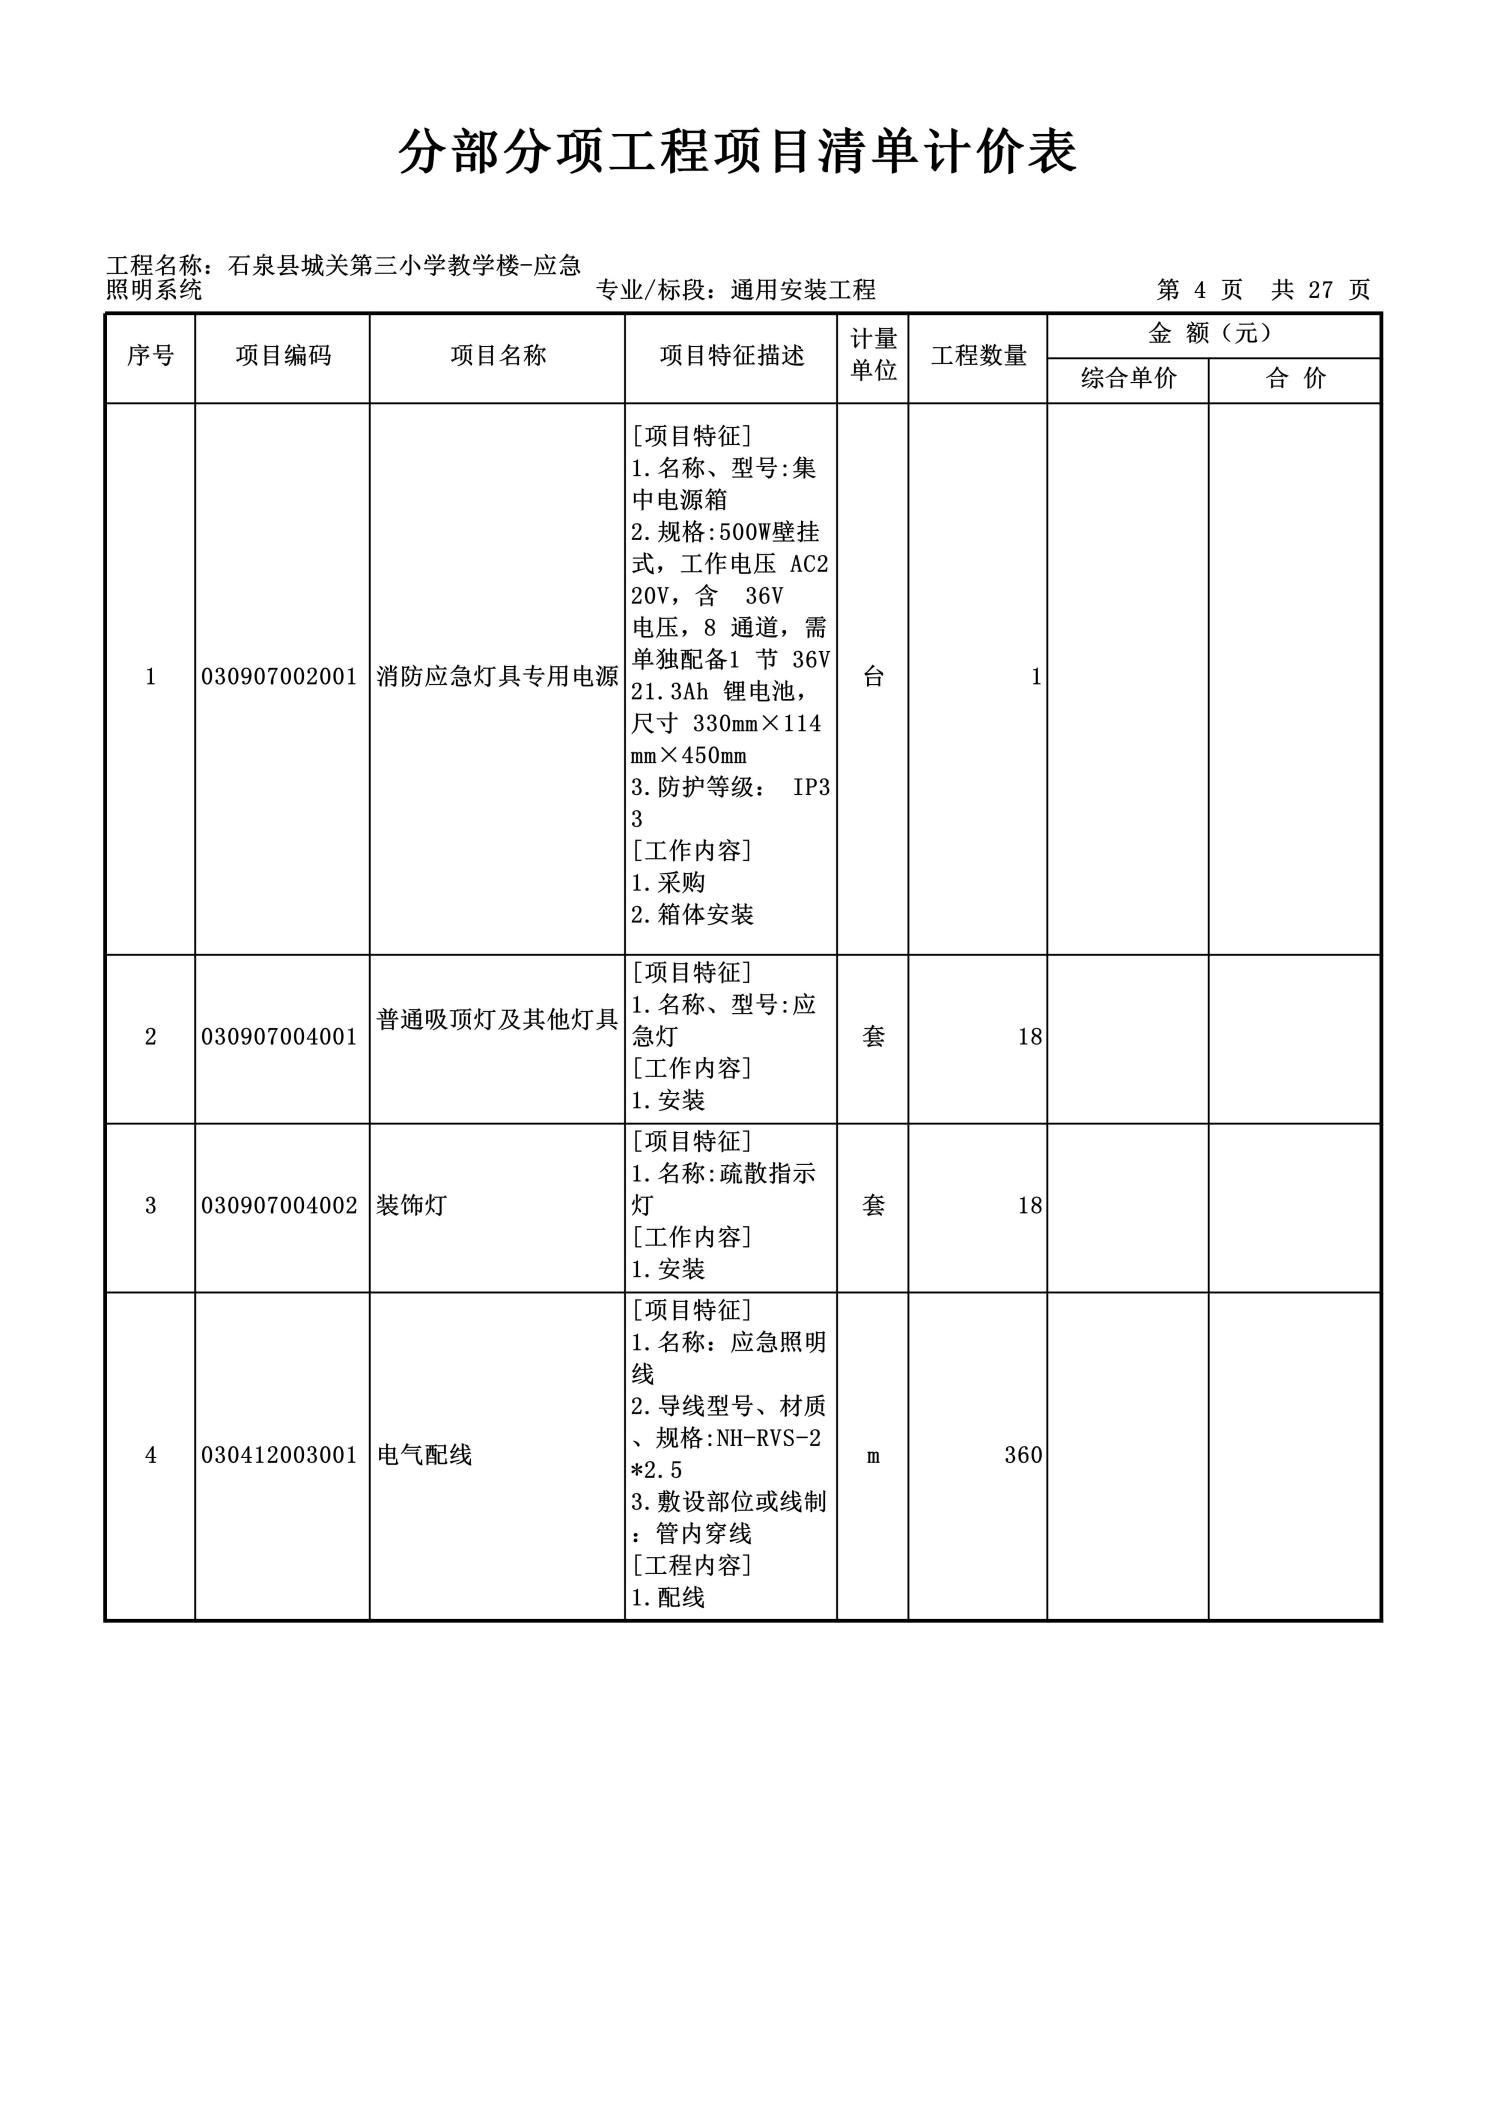 分部分项工程项目清单计价表
工程名称：石泉县城关第三小学教学楼-应急
照明系统
专业/标段：通用安装工程
第 4 页 共 27 页
序号
项目编码
项目名称
项目特征描述
计量
单位
工程数量
金 额（元）
综合单价
合 价
1
030907002001
消防应急灯具专用电源
[项目特征]
1.名称、型号:集
中电源箱
2.规格:500W壁挂
式，工作电压 AC2
20V，含 36V
电压，8 通道，需
单独配备1 节 36V
21.3Ah 锂电池，
尺寸 330mm×114
mm×450mm
3.防护等级： IP3
3
[工作内容]
1.采购
2.箱体安装
台
1
2
030907004001
普通吸顶灯及其他灯具
[项目特征]
1.名称、型号:应
急灯
[工作内容]
1.安装
套
18
3
030907004002
装饰灯
[项目特征]
1.名称:疏散指示
灯
[工作内容]
1.安装
套
18
4
030412003001
电气配线
[项目特征]
1.名称：应急照明
线
2.导线型号、材质
、规格:NH-RVS-2
*2.5
3.敷设部位或线制
：管内穿线
[工程内容]
1.配线
m
360